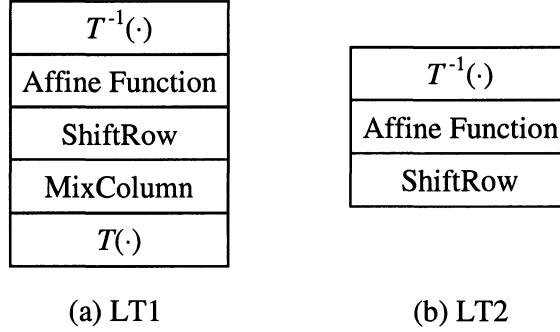 T⁻¹(·)
Affine Function
ShiftRow
MixColumn
T(·)
(a) LT1
T⁻¹(·)
Affine Function
ShiftRow
(b) LT2